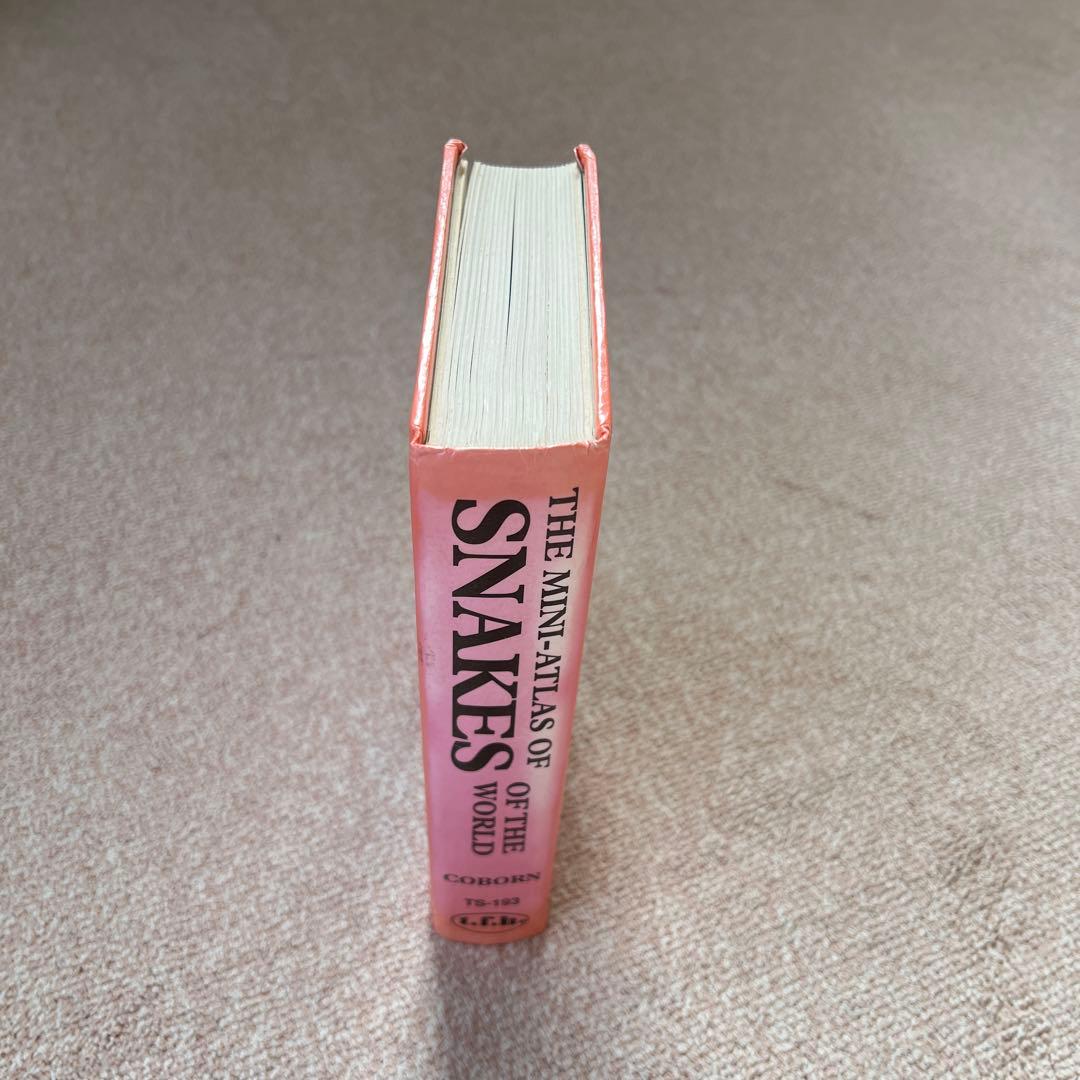 THE MINI-ATLAS OF
SNAKES
OF THE
WORLD
COBORN
TS-193
t.f.h.